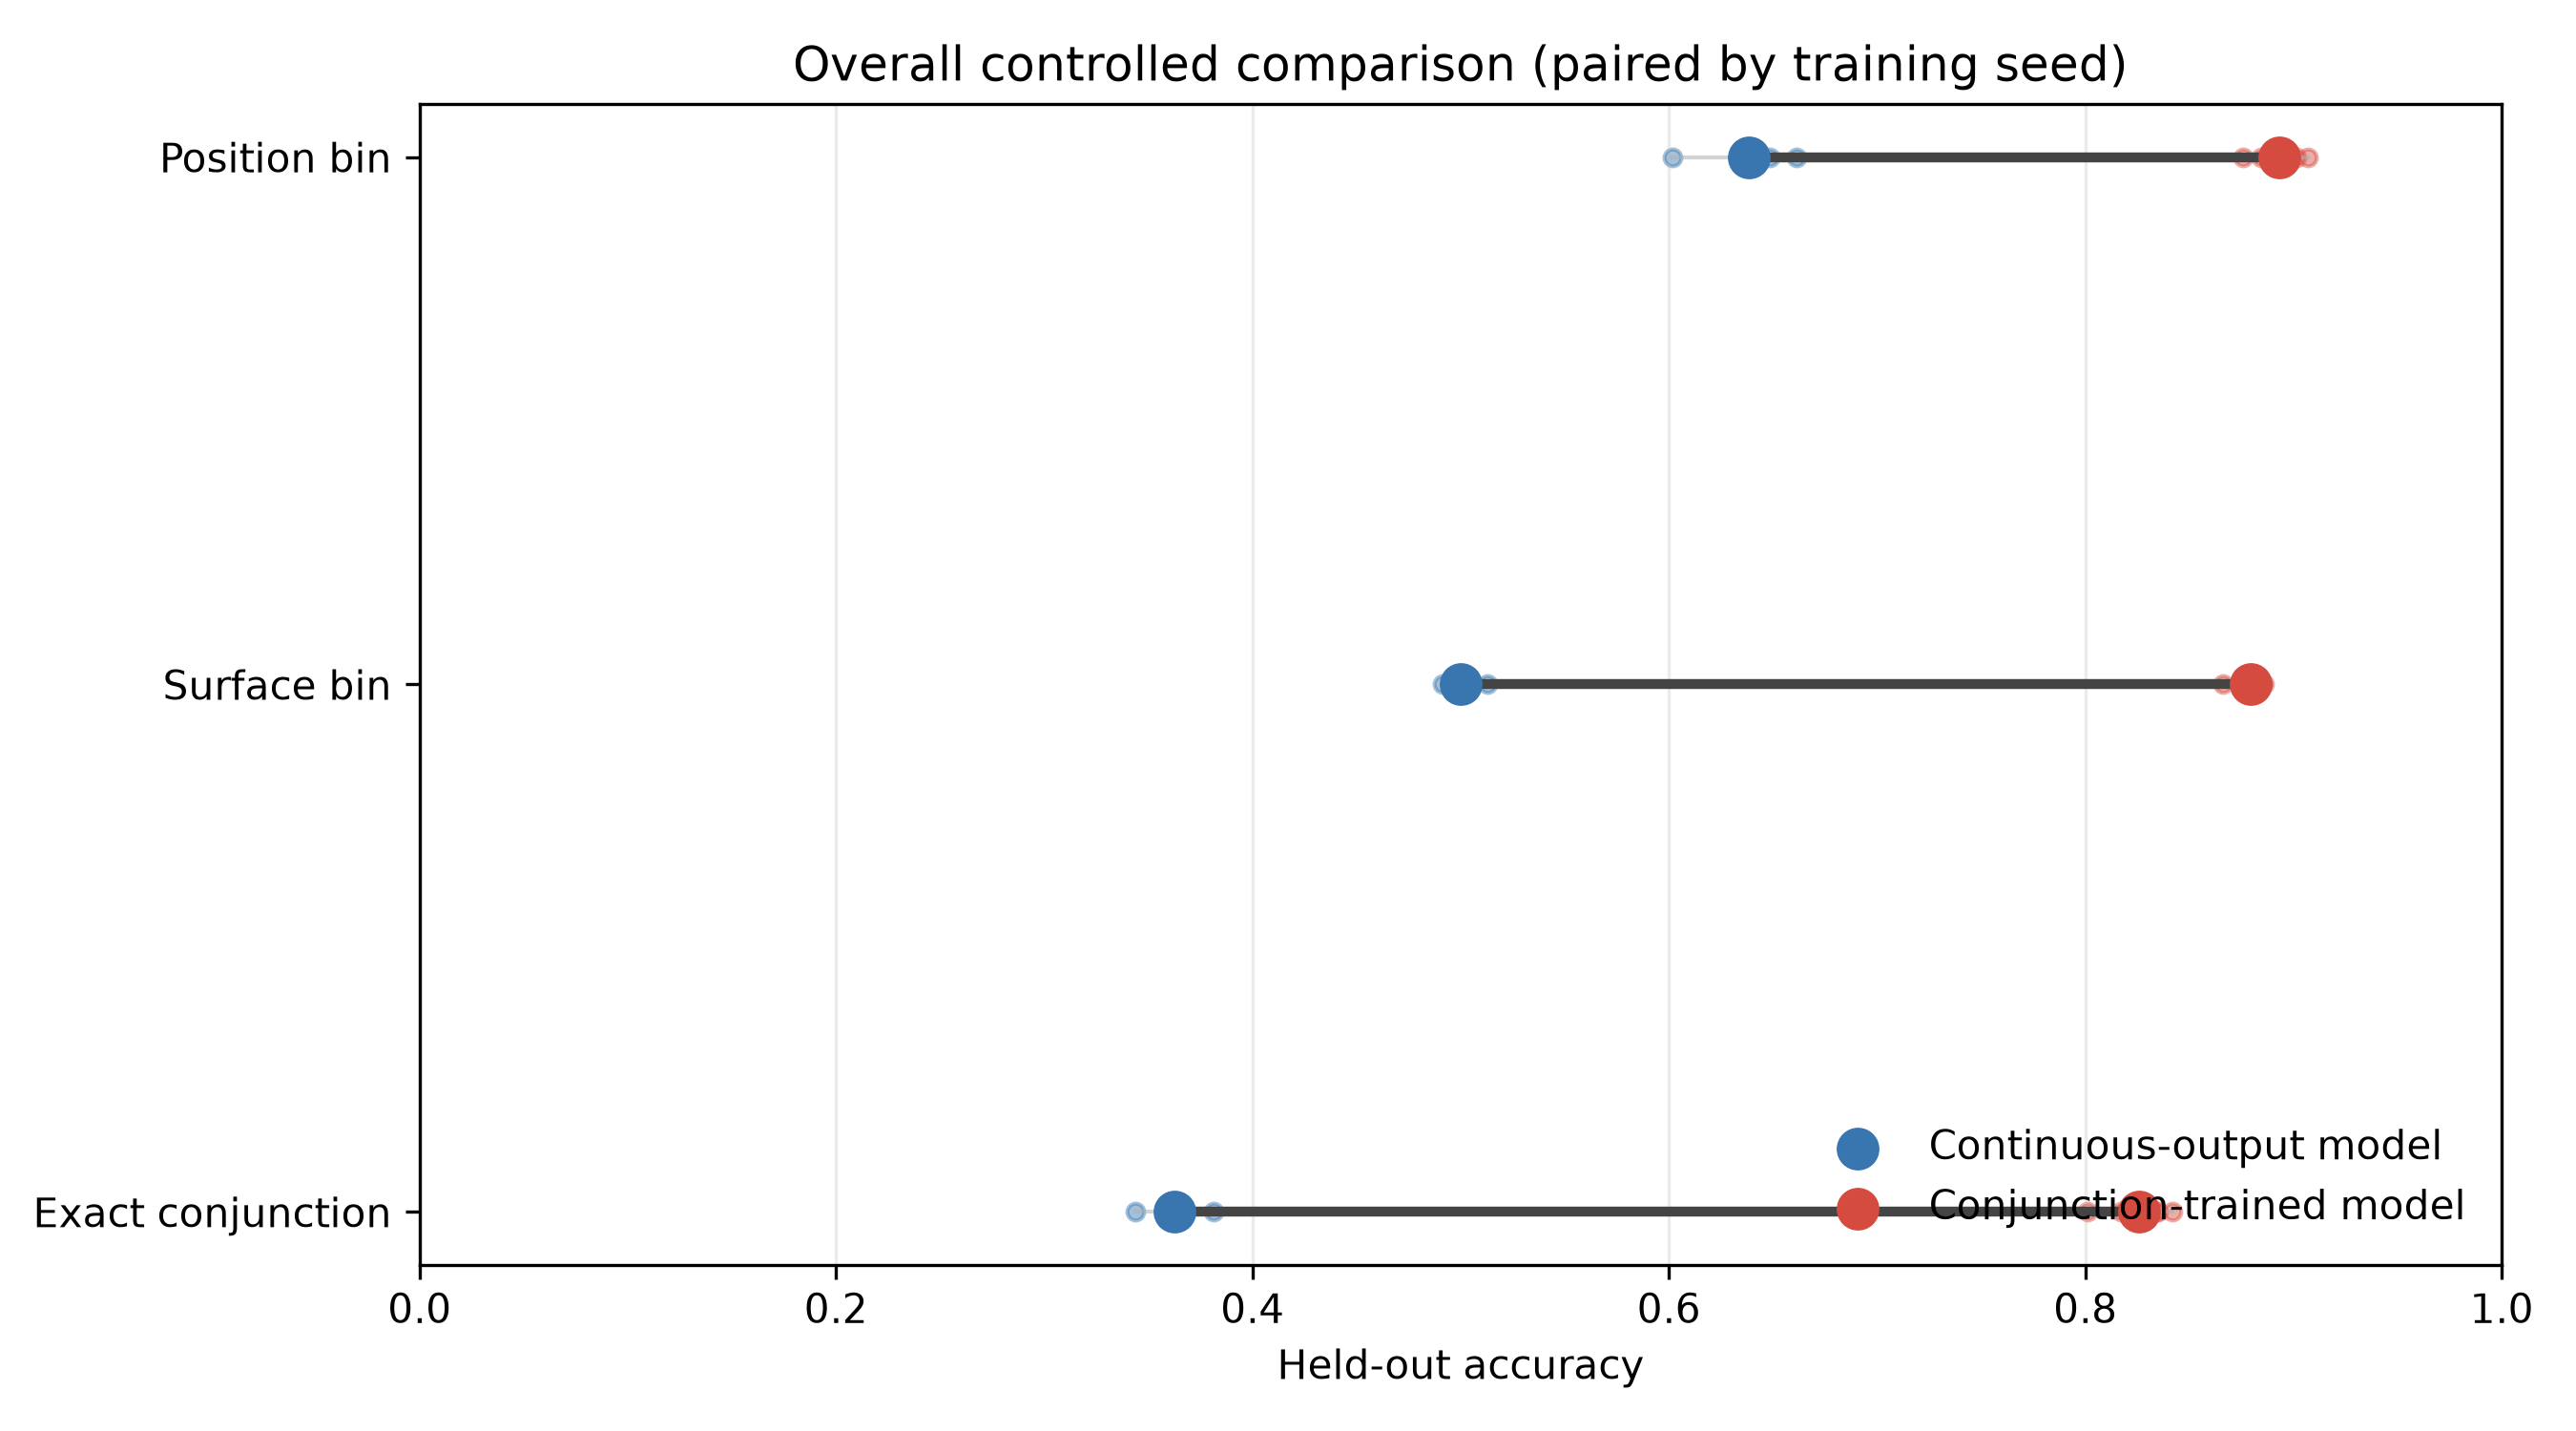 Overall controlled comparison (paired by training seed)
Position bin
Surface bin
Exact conjunction
Continuous-output model
Conjunction-trained model
0.0 0.2 0.4 0.6 0.8 1.0
Held-out accuracy